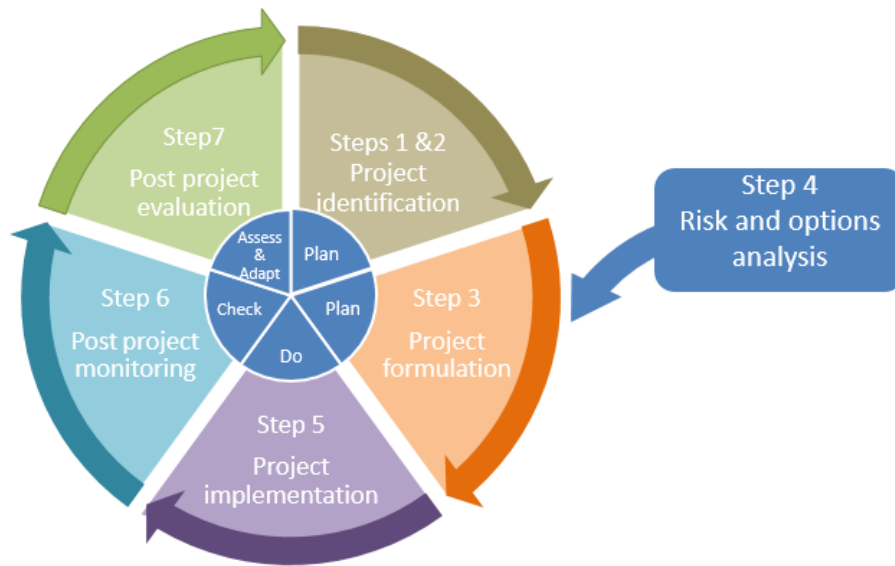 Steps 1 &2
Project
identification
Step 4
Risk and options
analysis
Step 3
Project
formulation
Step 5
Project
implementation
Step 6
Post project
monitoring
Step7
Post project
evaluation
Plan
Plan
Do
Check
Assess
&
Adapt